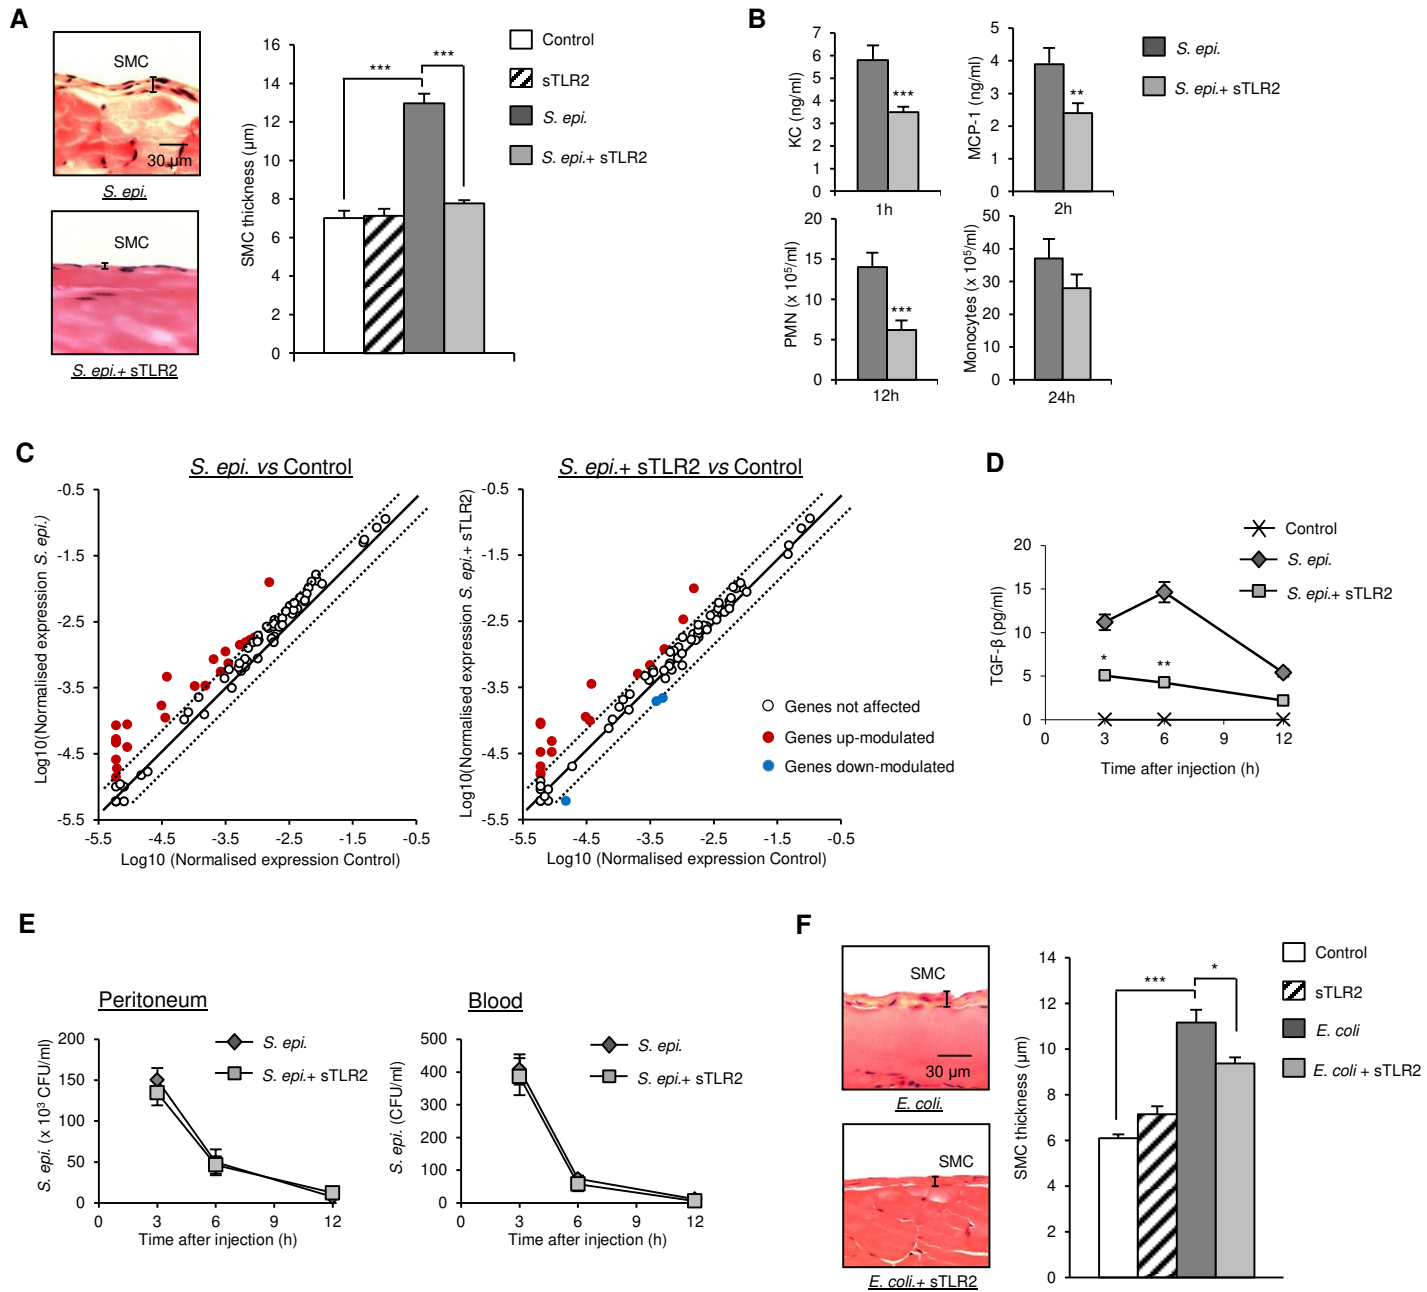 A
SMC
30 µm
S. epi.
SMC
S. epi.+ sTLR2
SMC thickness (µm)
16
14
12
10
8
6
4
2
0
***
***
Control
sTLR2
S. epi.
S. epi.+ sTLR2
B
KC (ng/ml)
7
6
5
4
3
2
1
0
***
1h
MCP-1 (ng/ml)
5
4
3
2
1
0
**
2h
S. epi.
S. epi.+ sTLR2
PMN (x 10⁵/ml)
20
15
10
5
0
***
12h
Monocytes (x 10⁵/ml)
50
40
30
20
10
0
24h
C
S. epi. vs Control
Log10(Normalised expression S. epi.)
-0.5
-1.5
-2.5
-3.5
-4.5
-5.5
-5.5 -4.5 -3.5 -2.5 -1.5 -0.5
Log10 (Normalised expression Control)
S. epi.+ sTLR2 vs Control
Log10(Normalised expression S. epi.+ sTLR2)
-0.5
-1.5
-2.5
-3.5
-4.5
-5.5
-5.5 -4.5 -3.5 -2.5 -1.5 -0.5
Log10 (Normalised expression Control)
Genes not affected
Genes up-modulated
Genes down-modulated
D
Control
S. epi.
S. epi.+ sTLR2
TGF-β (pg/ml)
20
15
10
5
0
*
**
0 3 6 9 12
Time after injection (h)
E
Peritoneum
S. epi. (x 10³ CFU/ml)
200
150
100
50
0
0 3 6 9 12
Time after injection (h)
S. epi.
S. epi.+ sTLR2
Blood
S. epi. (CFU/ml)
500
400
300
200
100
0
0 3 6 9 12
Time after injection (h)
S. epi.
S. epi.+ sTLR2
F
SMC
30 µm
E. coli.
SMC
E. coli.+ sTLR2
SMC thickness (µm)
14
12
10
8
6
4
2
0
***
*
Control
sTLR2
E. coli
E. coli + sTLR2